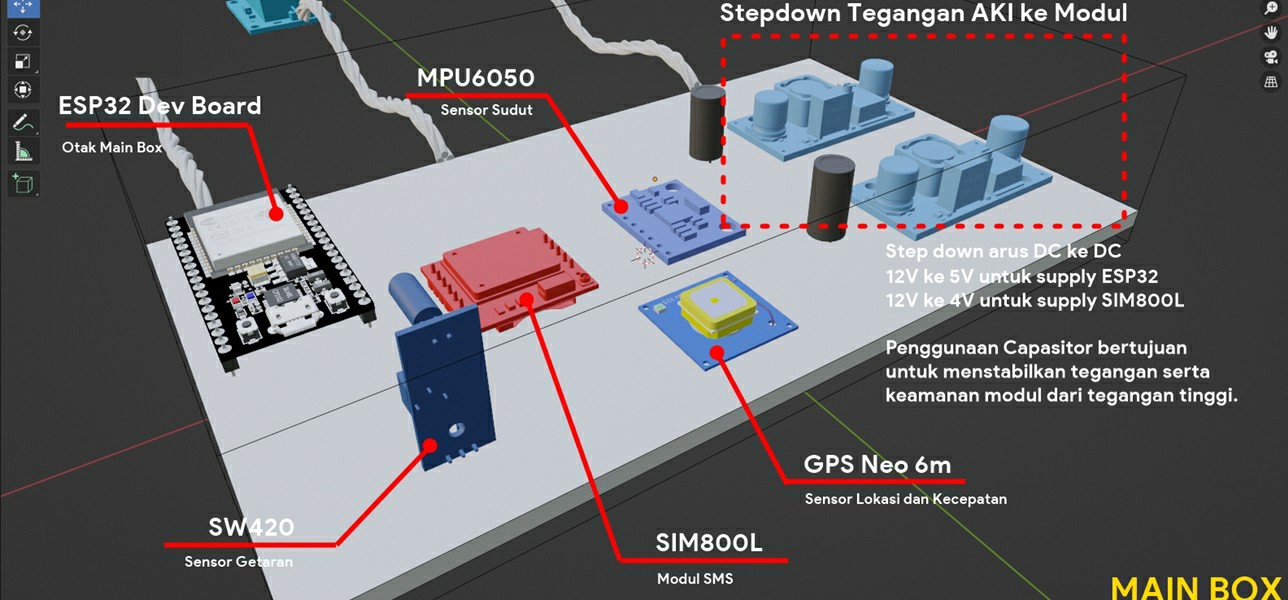 Stepdown Tegangan AKI ke Modul
MPU6050
Sensor Sudut
ESP32 Dev Board
Otak Main Box
Step down arus DC ke DC
12V ke 5V untuk supply ESP32
12V ke 4V untuk supply SIM800L
Penggunaan Capasitor bertujuan
untuk menstabilkan tegangan serta
keamanan modul dari tegangan tinggi.
GPS Neo 6m
Sensor Lokasi dan Kecepatan
SW420
Sensor Getaran
SIM800L
Modul SMS
MAIN BOX